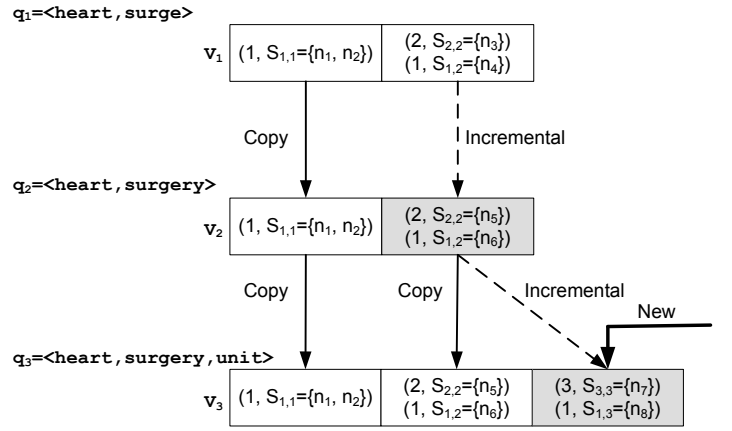 q₁=<heart,surge>
V₁ (1, S₁,₁={n₁, n₂}) (2, S₂,₂={n₃})
(1, S₁,₂={n₄})
Copy Incremental
q₂=<heart,surgery>
V₂ (1, S₁,₁={n₁, n₂}) (2, S₂,₂={n₅})
(1, S₁,₂={n₆})
Copy Copy Incremental
New
q₃=<heart,surgery,unit>
V₃ (1, S₁,₁={n₁, n₂}) (2, S₂,₂={n₅}) (3, S₃,₃={n₇})
(1, S₁,₂={n₆}) (1, S₁,₃={n₈})